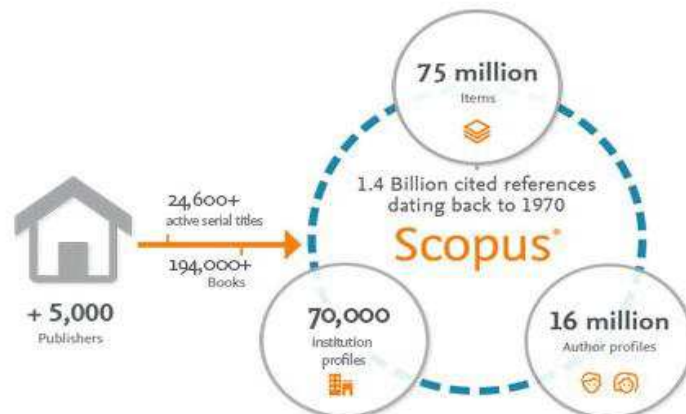 75 million
Items
1.4 Billion cited references
dating back to 1970
Scopus®
24,600+
active serial titles
194,000+
Books
+ 5,000
Publishers
70,000
Institution
profiles
16 million
Author profiles